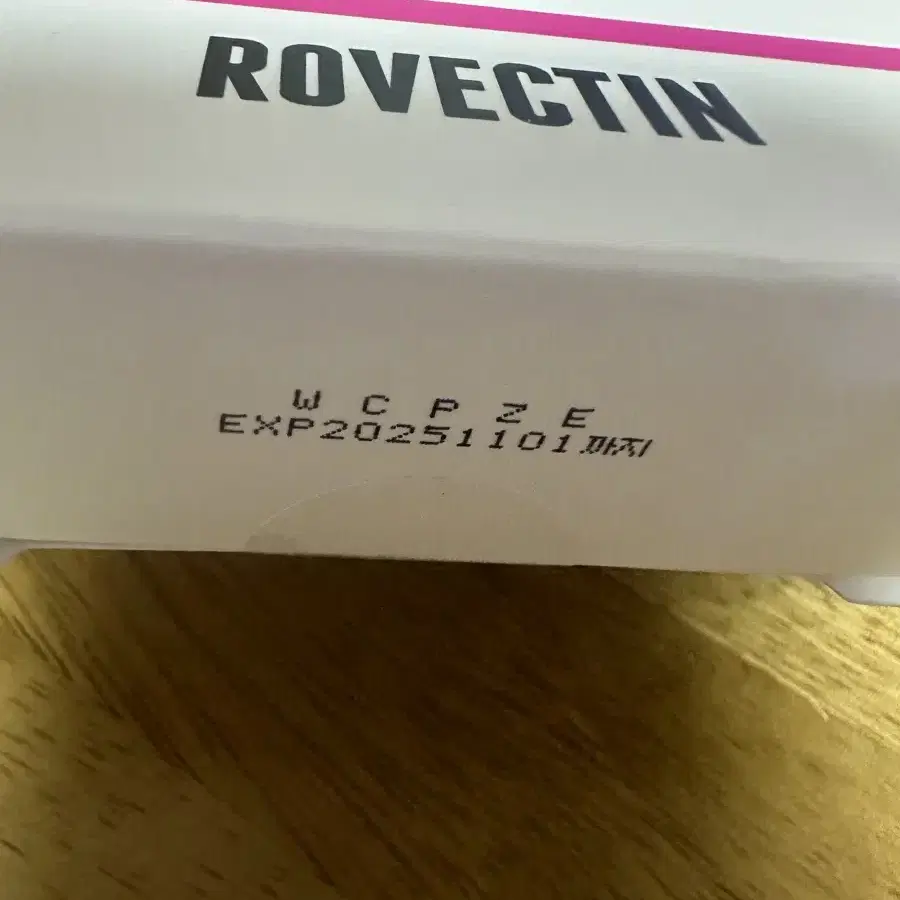 ROVECTIN
W C P Z E
EXP20251101까지